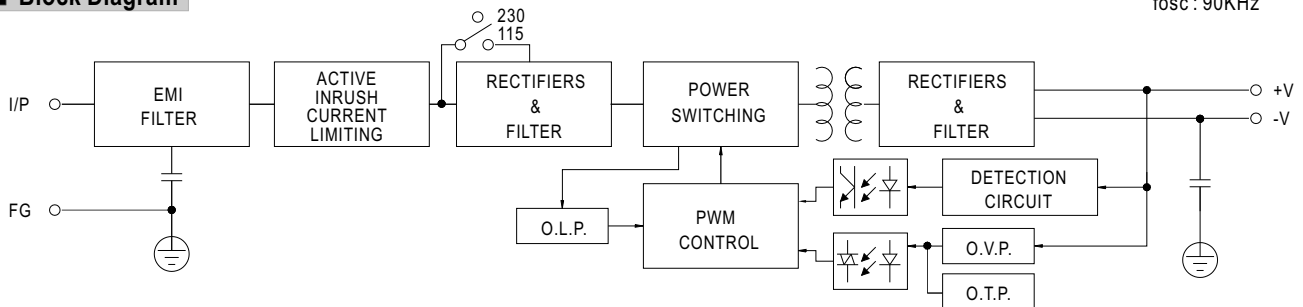 Block Diagram
fosc : 90KHz
230
115
I/P
EMI
FILTER
ACTIVE
INRUSH
CURRENT
LIMITING
RECTIFIERS
&
FILTER
POWER
SWITCHING
RECTIFIERS
&
FILTER
+V
-V
FG
O.L.P.
PWM
CONTROL
DETECTION
CIRCUIT
O.V.P.
O.T.P.